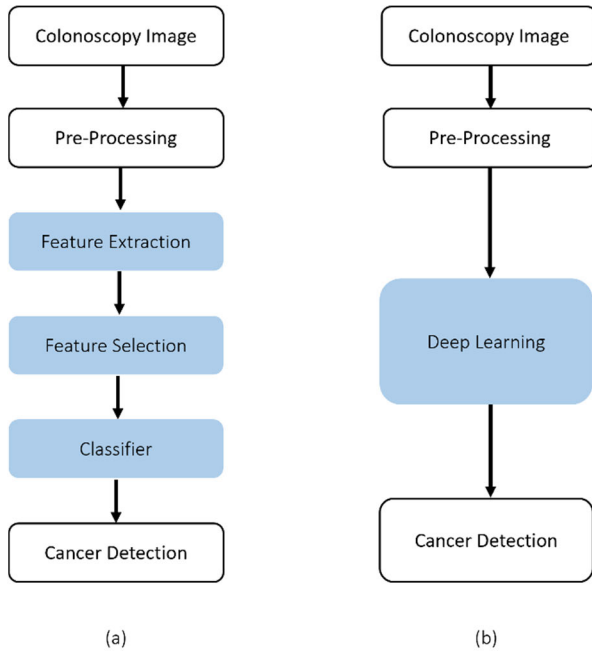 Colonoscopy Image
Pre-Processing
Feature Extraction
Feature Selection
Classifier
Cancer Detection
(a)
Colonoscopy Image
Pre-Processing
Deep Learning
Cancer Detection
(b)